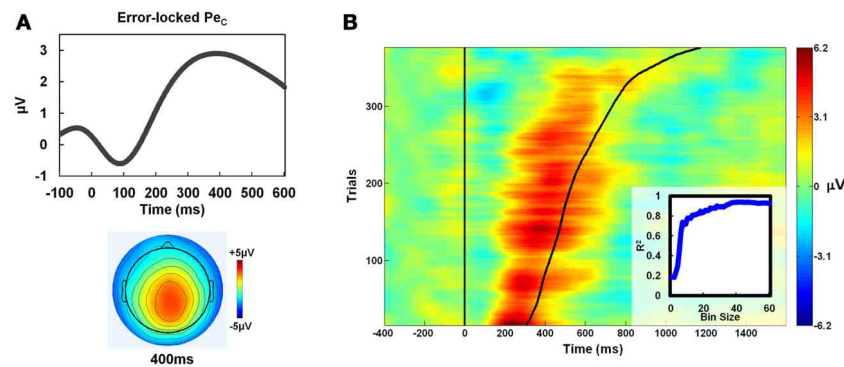 A
Error-locked PeC
3
2
1
0
-1
µV
-100 0 100 200 300 400 500 600
Time (ms)
+5µV
-5µV
400ms
B
300
200
100
Trials
-400 -200 0 200 400 600 800 1000 1200 1400
Time (ms)
1
0.8
0.6
0.4
0.2
0
R²
0 20 40 60
Bin Size
6.2
3.1
0
-3.1
-6.2
µV